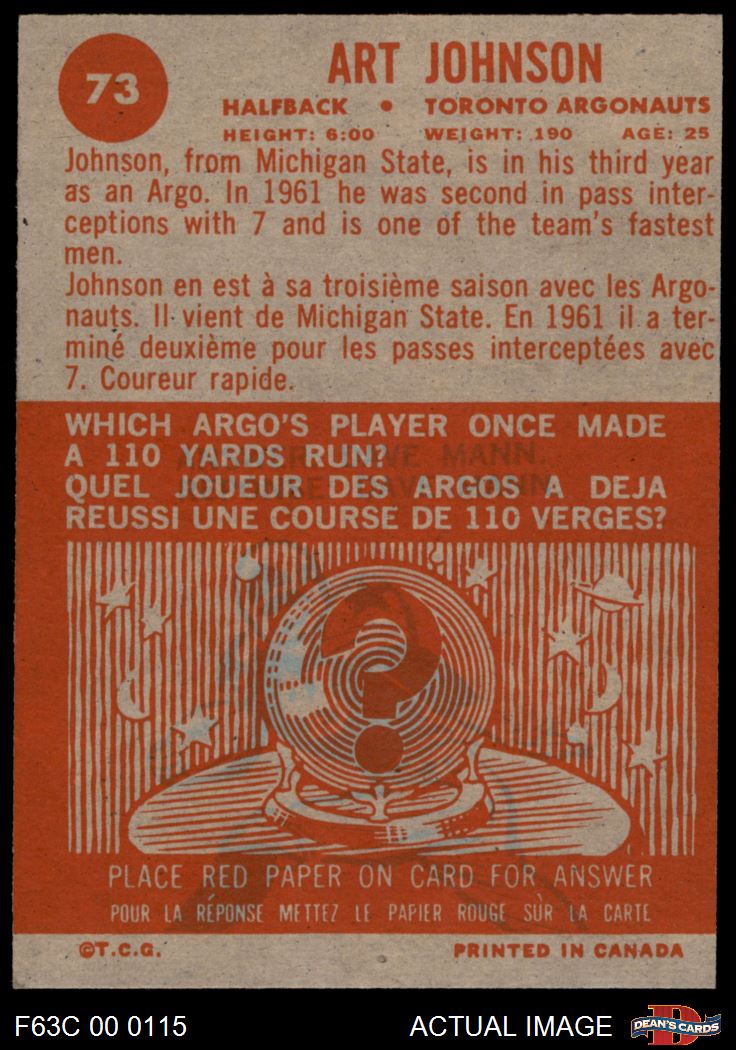 73
ART JOHNSON
HALFBACK • TORONTO ARGONAUTS
HEIGHT: 6:00 WEIGHT: 190 AGE: 25
Johnson, from Michigan State, is in his third year
as an Argo. In 1961 he was second in pass inter-
ceptions with 7 and is one of the team's fastest
men.
Johnson en est à sa troisième saison avec les Argo-
nauts. Il vient de Michigan State. En 1961 il a ter-
miné deuxième pour les passes interceptées avec
7. Coureur rapide.
WHICH ARGO'S PLAYER ONCE MADE
A 110 YARDS RUN?
QUEL JOUEUR DES ARGOS A DEJA
REUSSI UNE COURSE DE 110 VERGES?
?
PLACE RED PAPER ON CARD FOR ANSWER
POUR LA RÉPONSE METTEZ LE PAPIER ROUGE SÛR LA CARTE
©T.C.G. PRINTED IN CANADA
F63C 00 0115 ACTUAL IMAGE DEAN'S CARDS